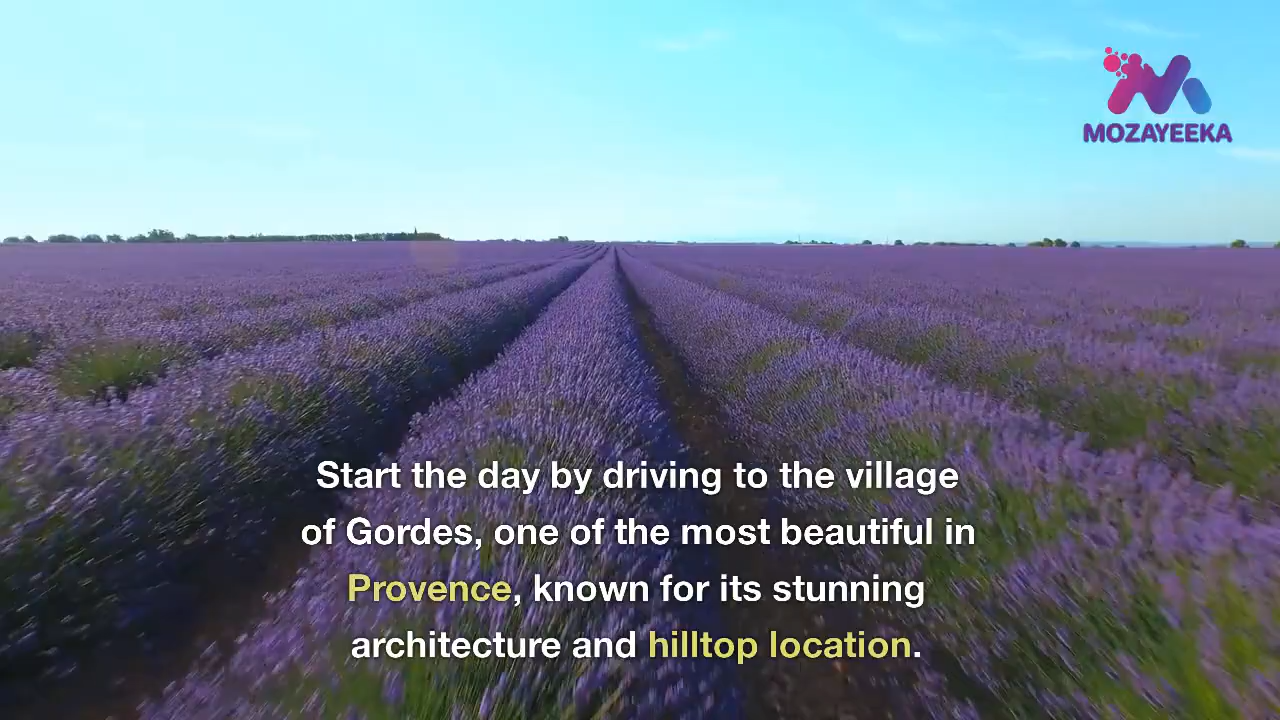 MOZAYEEKA
Start the day by driving to the village
of Gordes, one of the most beautiful in
Provence, known for its stunning
architecture and hilltop location.